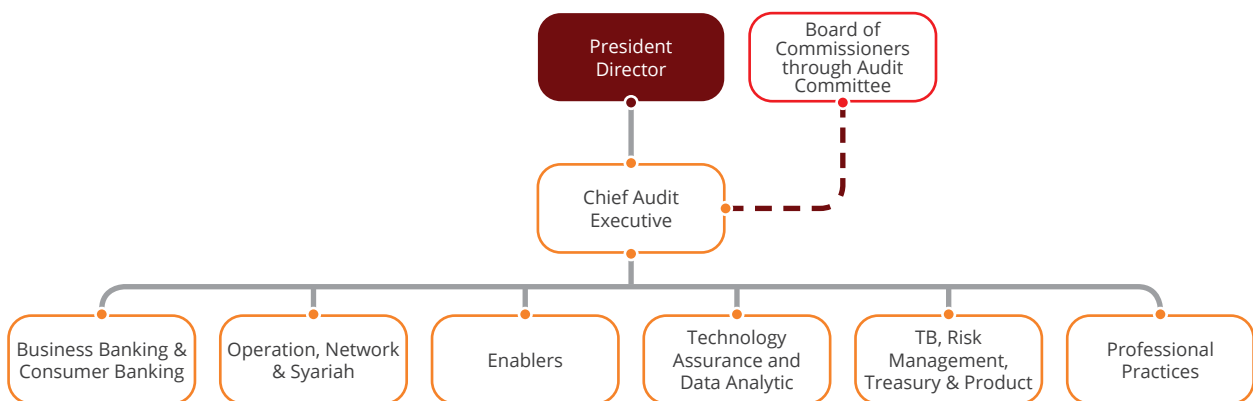 President
Director
Board of
Commissioners
through Audit
Committee
Chief Audit
Executive
Business Banking &
Consumer Banking
Operation, Network
& Syariah
Enablers
Technology
Assurance and
Data Analytic
TB, Risk
Management,
Treasury & Product
Professional
Practices